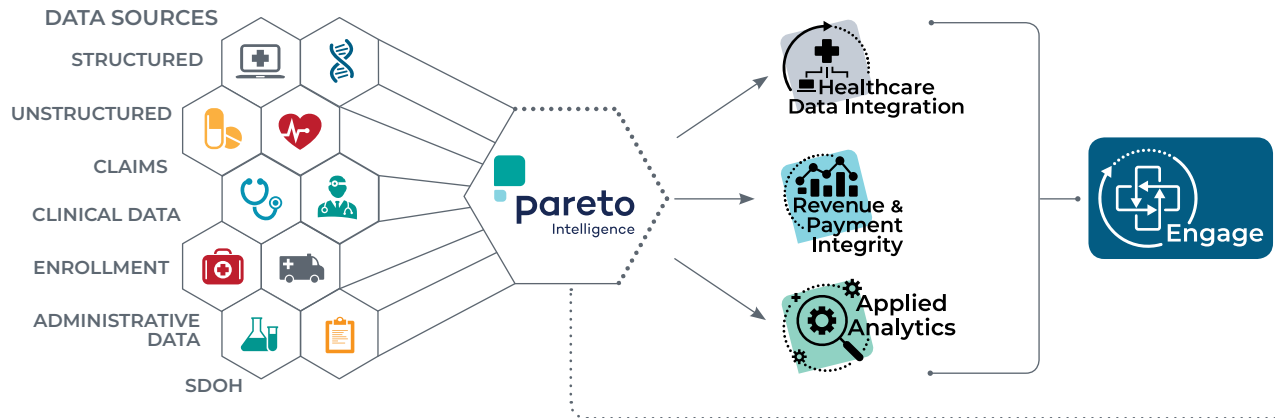 DATA SOURCES
STRUCTURED
UNSTRUCTURED
CLAIMS
CLINICAL DATA
ENROLLMENT
ADMINISTRATIVE
DATA
SDOH
pareto
Intelligence
Healthcare
Data Integration
Revenue &
Payment
Integrity
Applied
Analytics
Engage